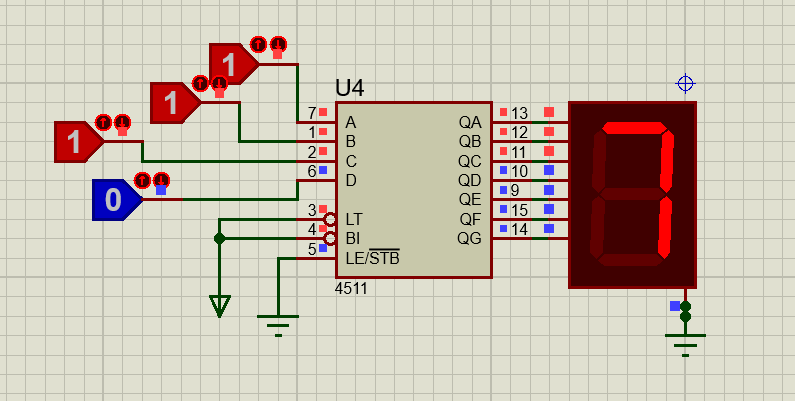 1
1
1
0
U4
7 A QA 13
1 B QB 12
2 C QC 11
6 D QD 10
QE 9
3 LT QF 15
4 BI QG 14
5 LE/STB
4511